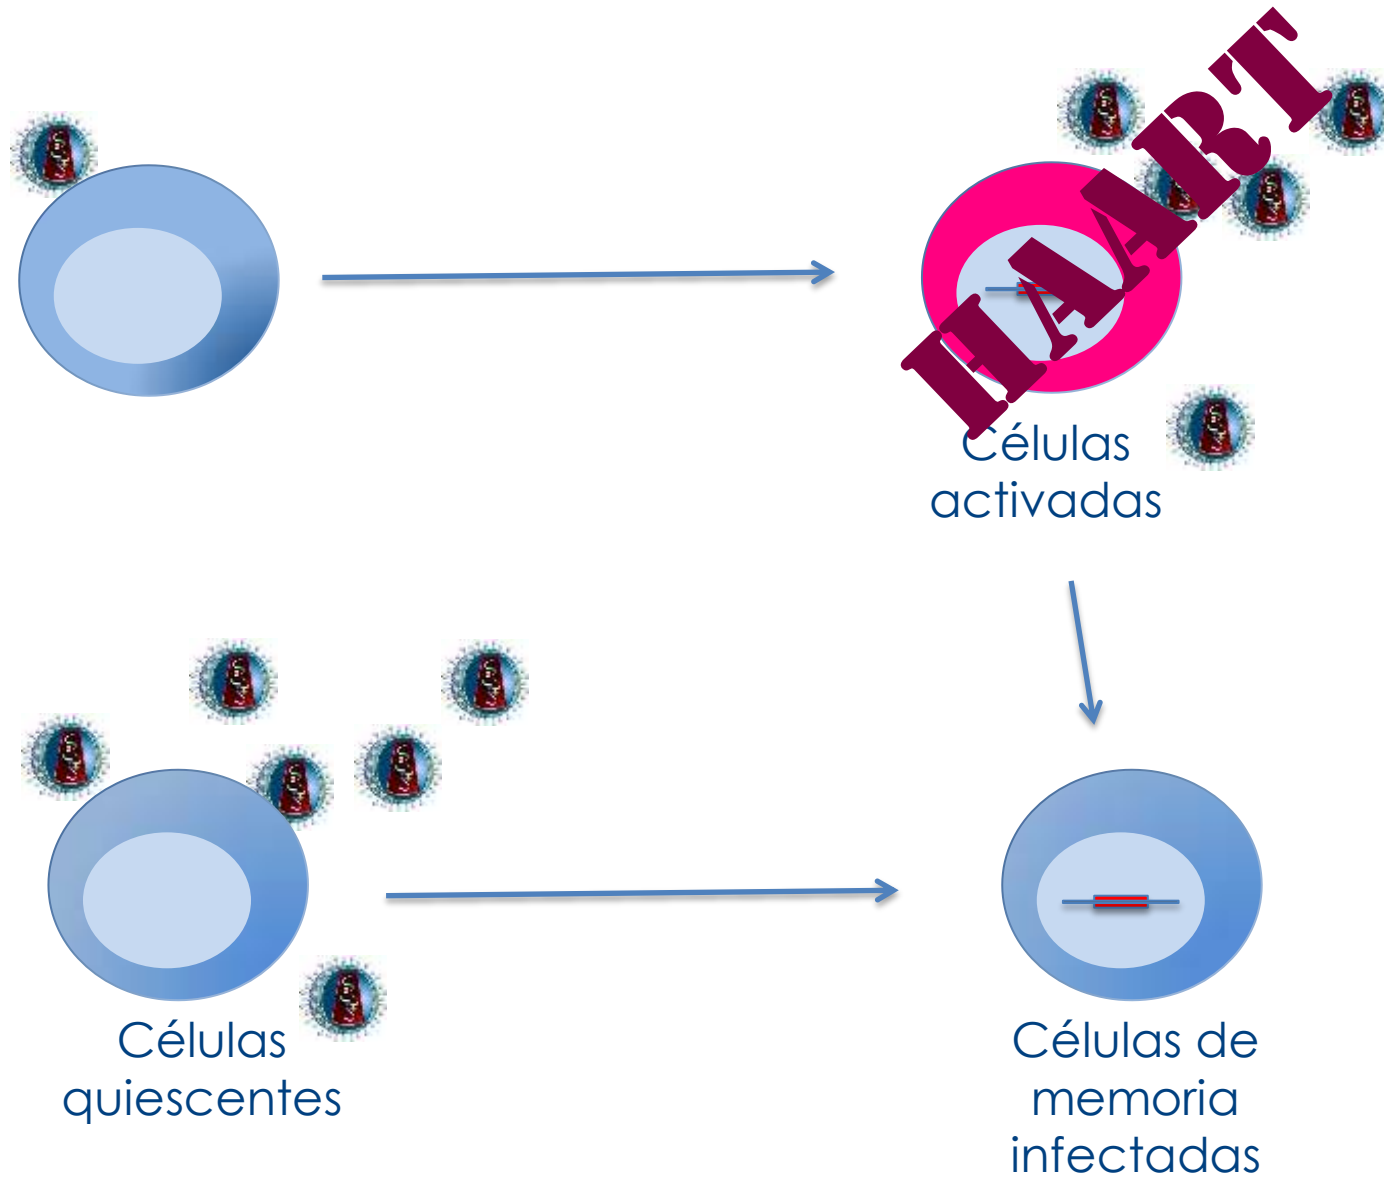 HAART
Células
activadas
Células
quiescentes
Células de
memoria
infectadas